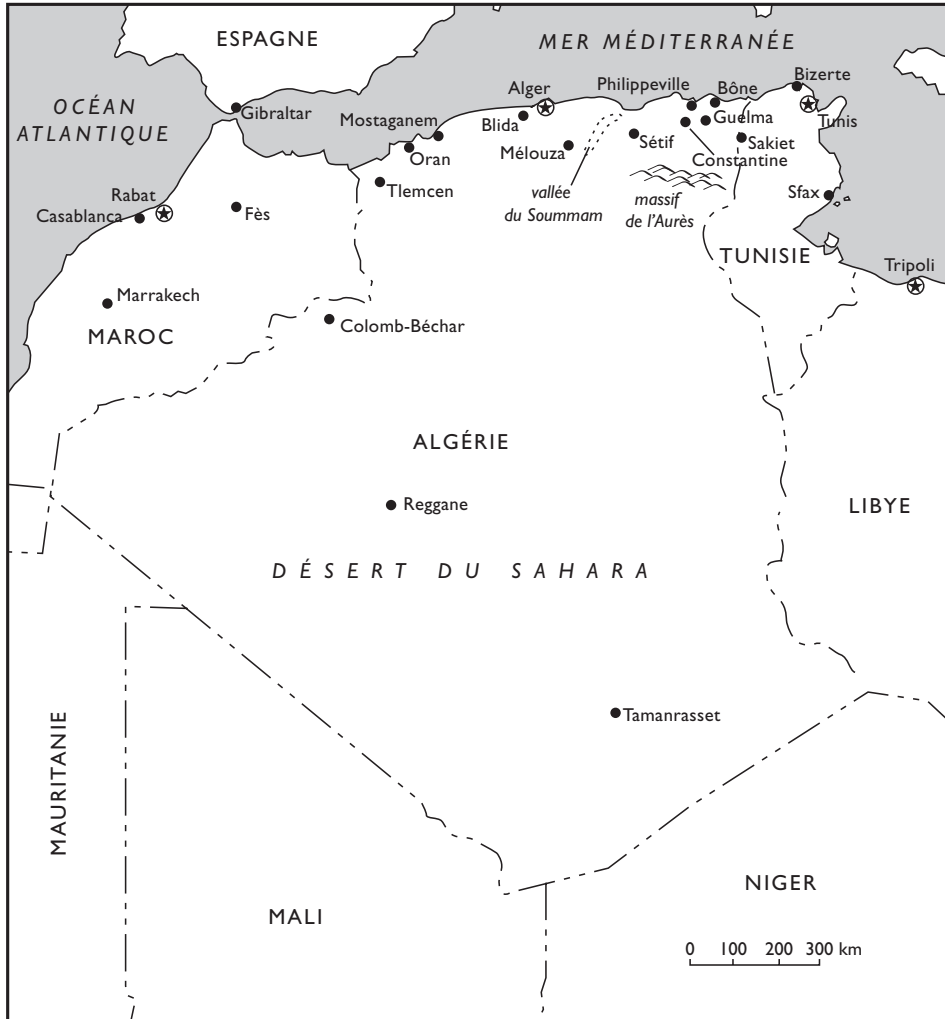 ESPAGNE
MER MÉDITERRANÉE
OCÉAN
ATLANTIQUE
Gibraltar
Mostaganem
Oran
Tlemcen
Alger
Blida
Mélouza
Philippeville
Bône
Bizerte
Guelma
Tunis
Sétif
Sakiet
Constantine
vallée
du Soummam
massif
de l'Aurès
Sfax
Rabat
Casablanca
Fès
TUNISIE
Tripoli
Marrakech
MAROC
Colomb-Béchar
ALGÉRIE
Reggane
LIBYE
DÉSERT DU SAHARA
Tamanrasset
MAURITANIE
MALI
NIGER
0 100 200 300 km